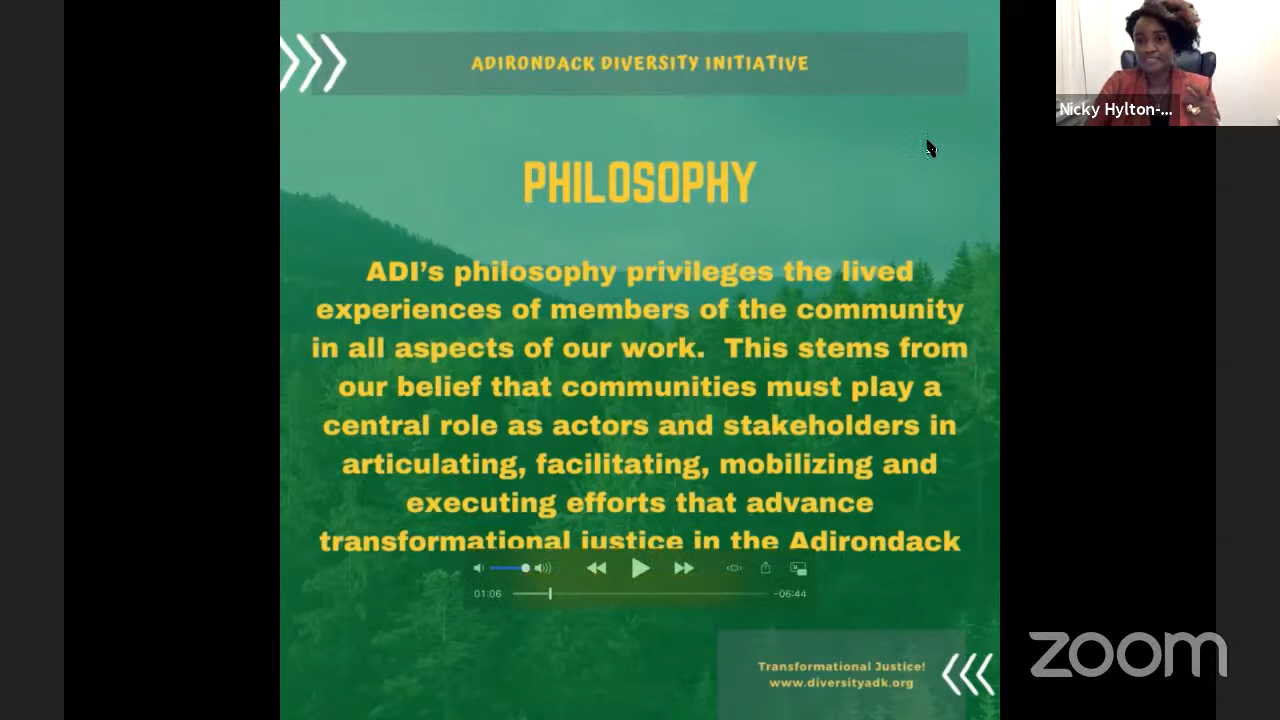 ADIRONDACK DIVERSITY INITIATIVE
Nicky Hylton-...
PHILOSOPHY
ADI's philosophy privileges the lived
experiences of members of the community
in all aspects of our work. This stems from
our belief that communities must play a
central role as actors and stakeholders in
articulating, facilitating, mobilizing and
executing efforts that advance
transformational justice in the Adirondack
01:06
-06:44
Transformational Justice!
www.diversityadk.org
zoom